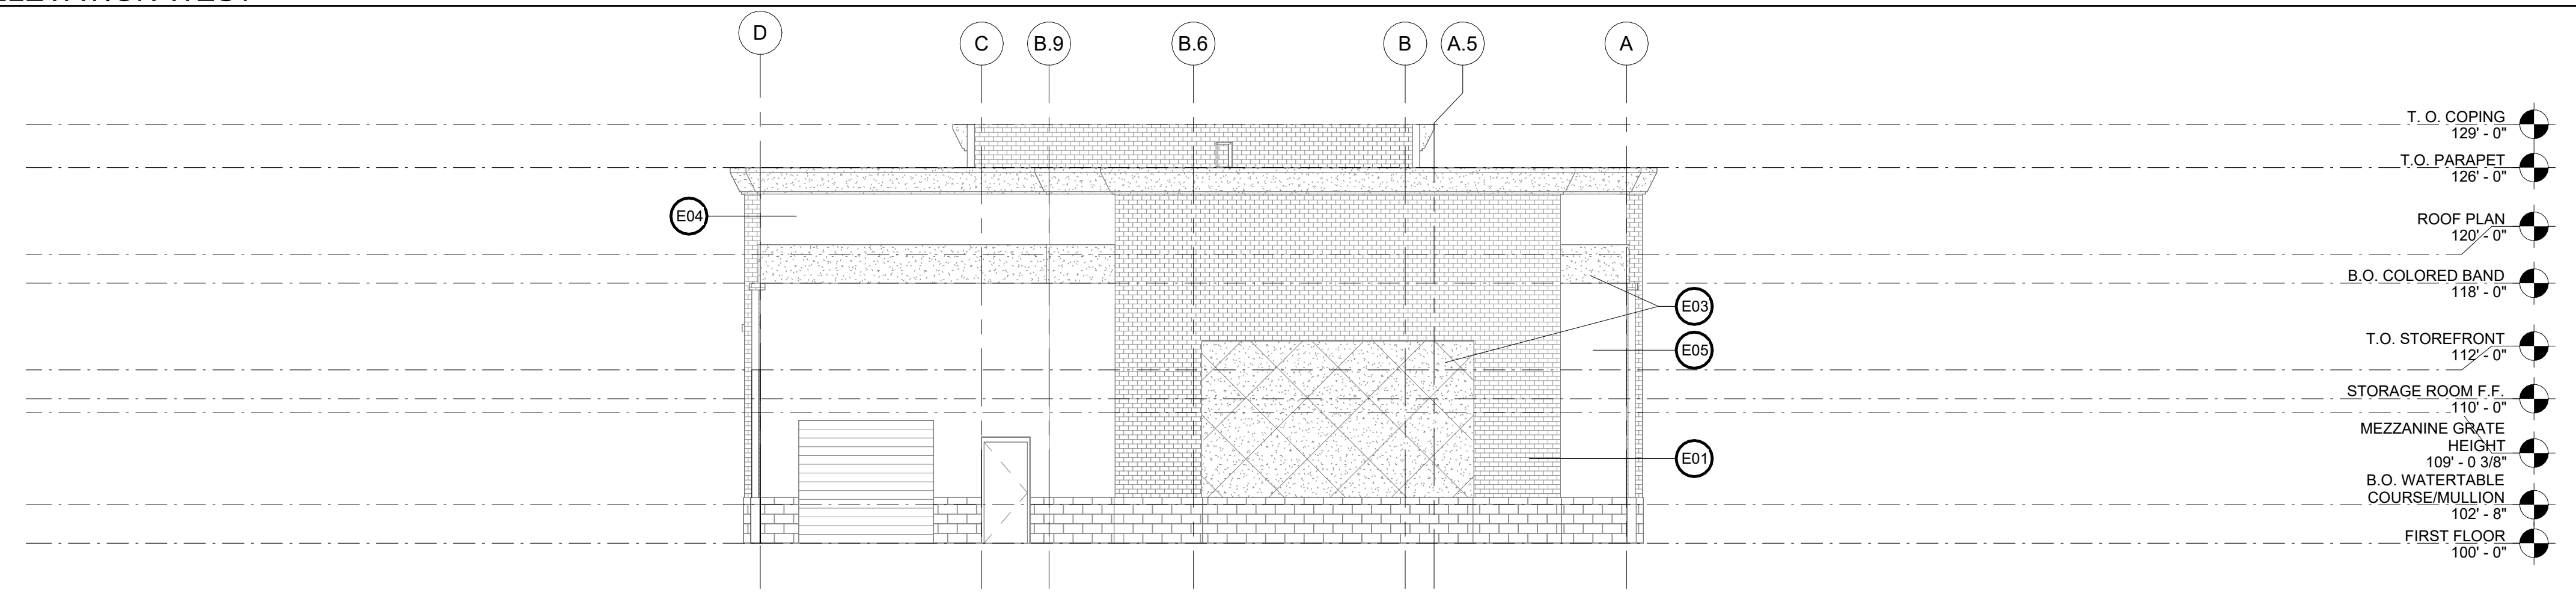 D
C
B.9
B.6
B
A.5
A
T. O. COPING
129' - 0"
T.O. PARAPET
126' - 0"
E04
ROOF PLAN
120' - 0"
B.O. COLORED BAND
118' - 0"
E03
T.O. STOREFRONT
112' - 0"
E05
STORAGE ROOM F.F.
110' - 0"
MEZZANINE GRATE
HEIGHT
109' - 0 3/8"
E01
B.O. WATERTABLE
COURSE/MULLION
102' - 8"
FIRST FLOOR
100' - 0"